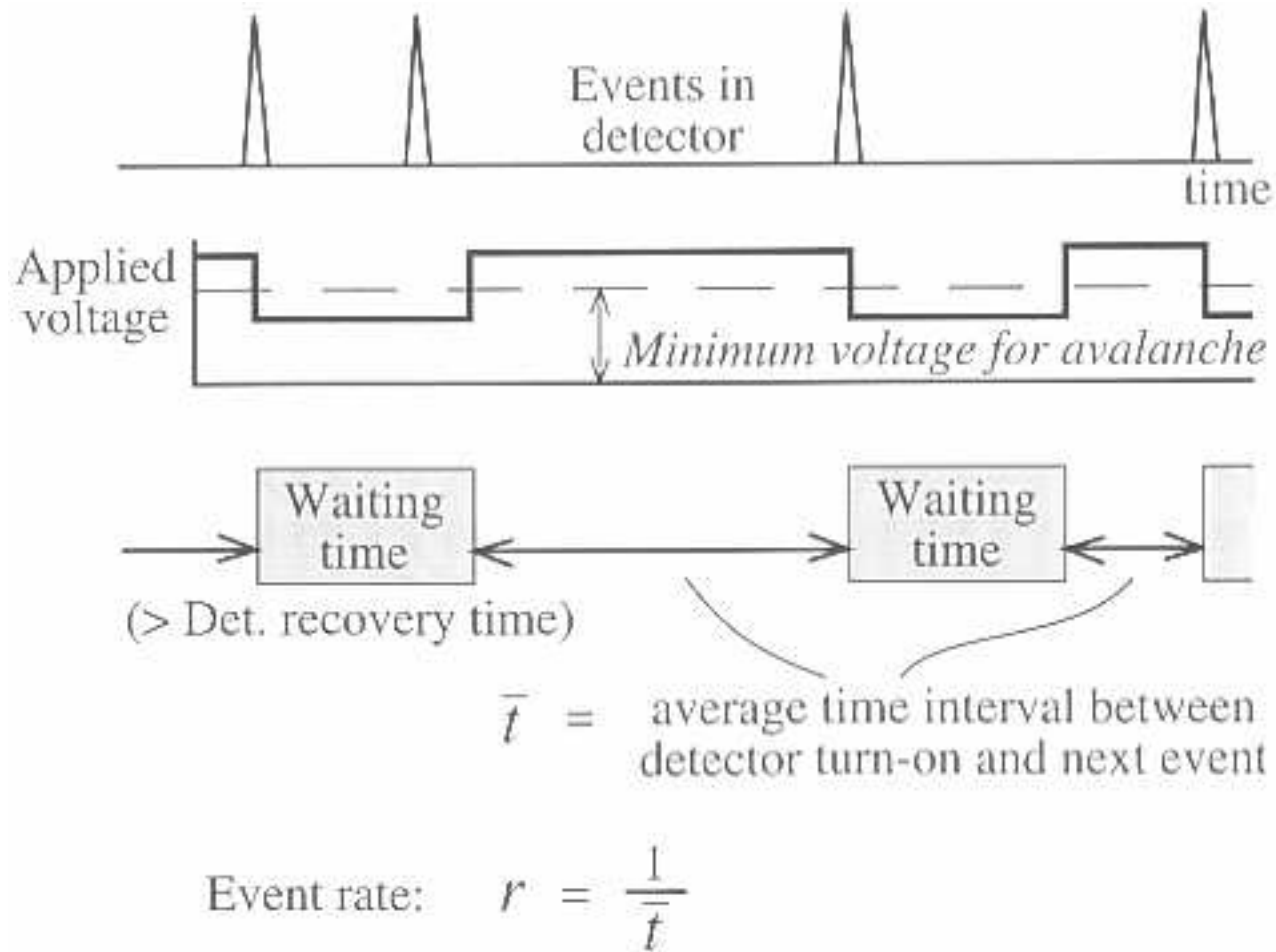 Events in
detector
time
Applied
voltage
Minimum voltage for avalanche
Waiting
time
Waiting
time
(> Det. recovery time)
t̅ = average time interval between
detector turn-on and next event
Event rate: r = 1/t̅